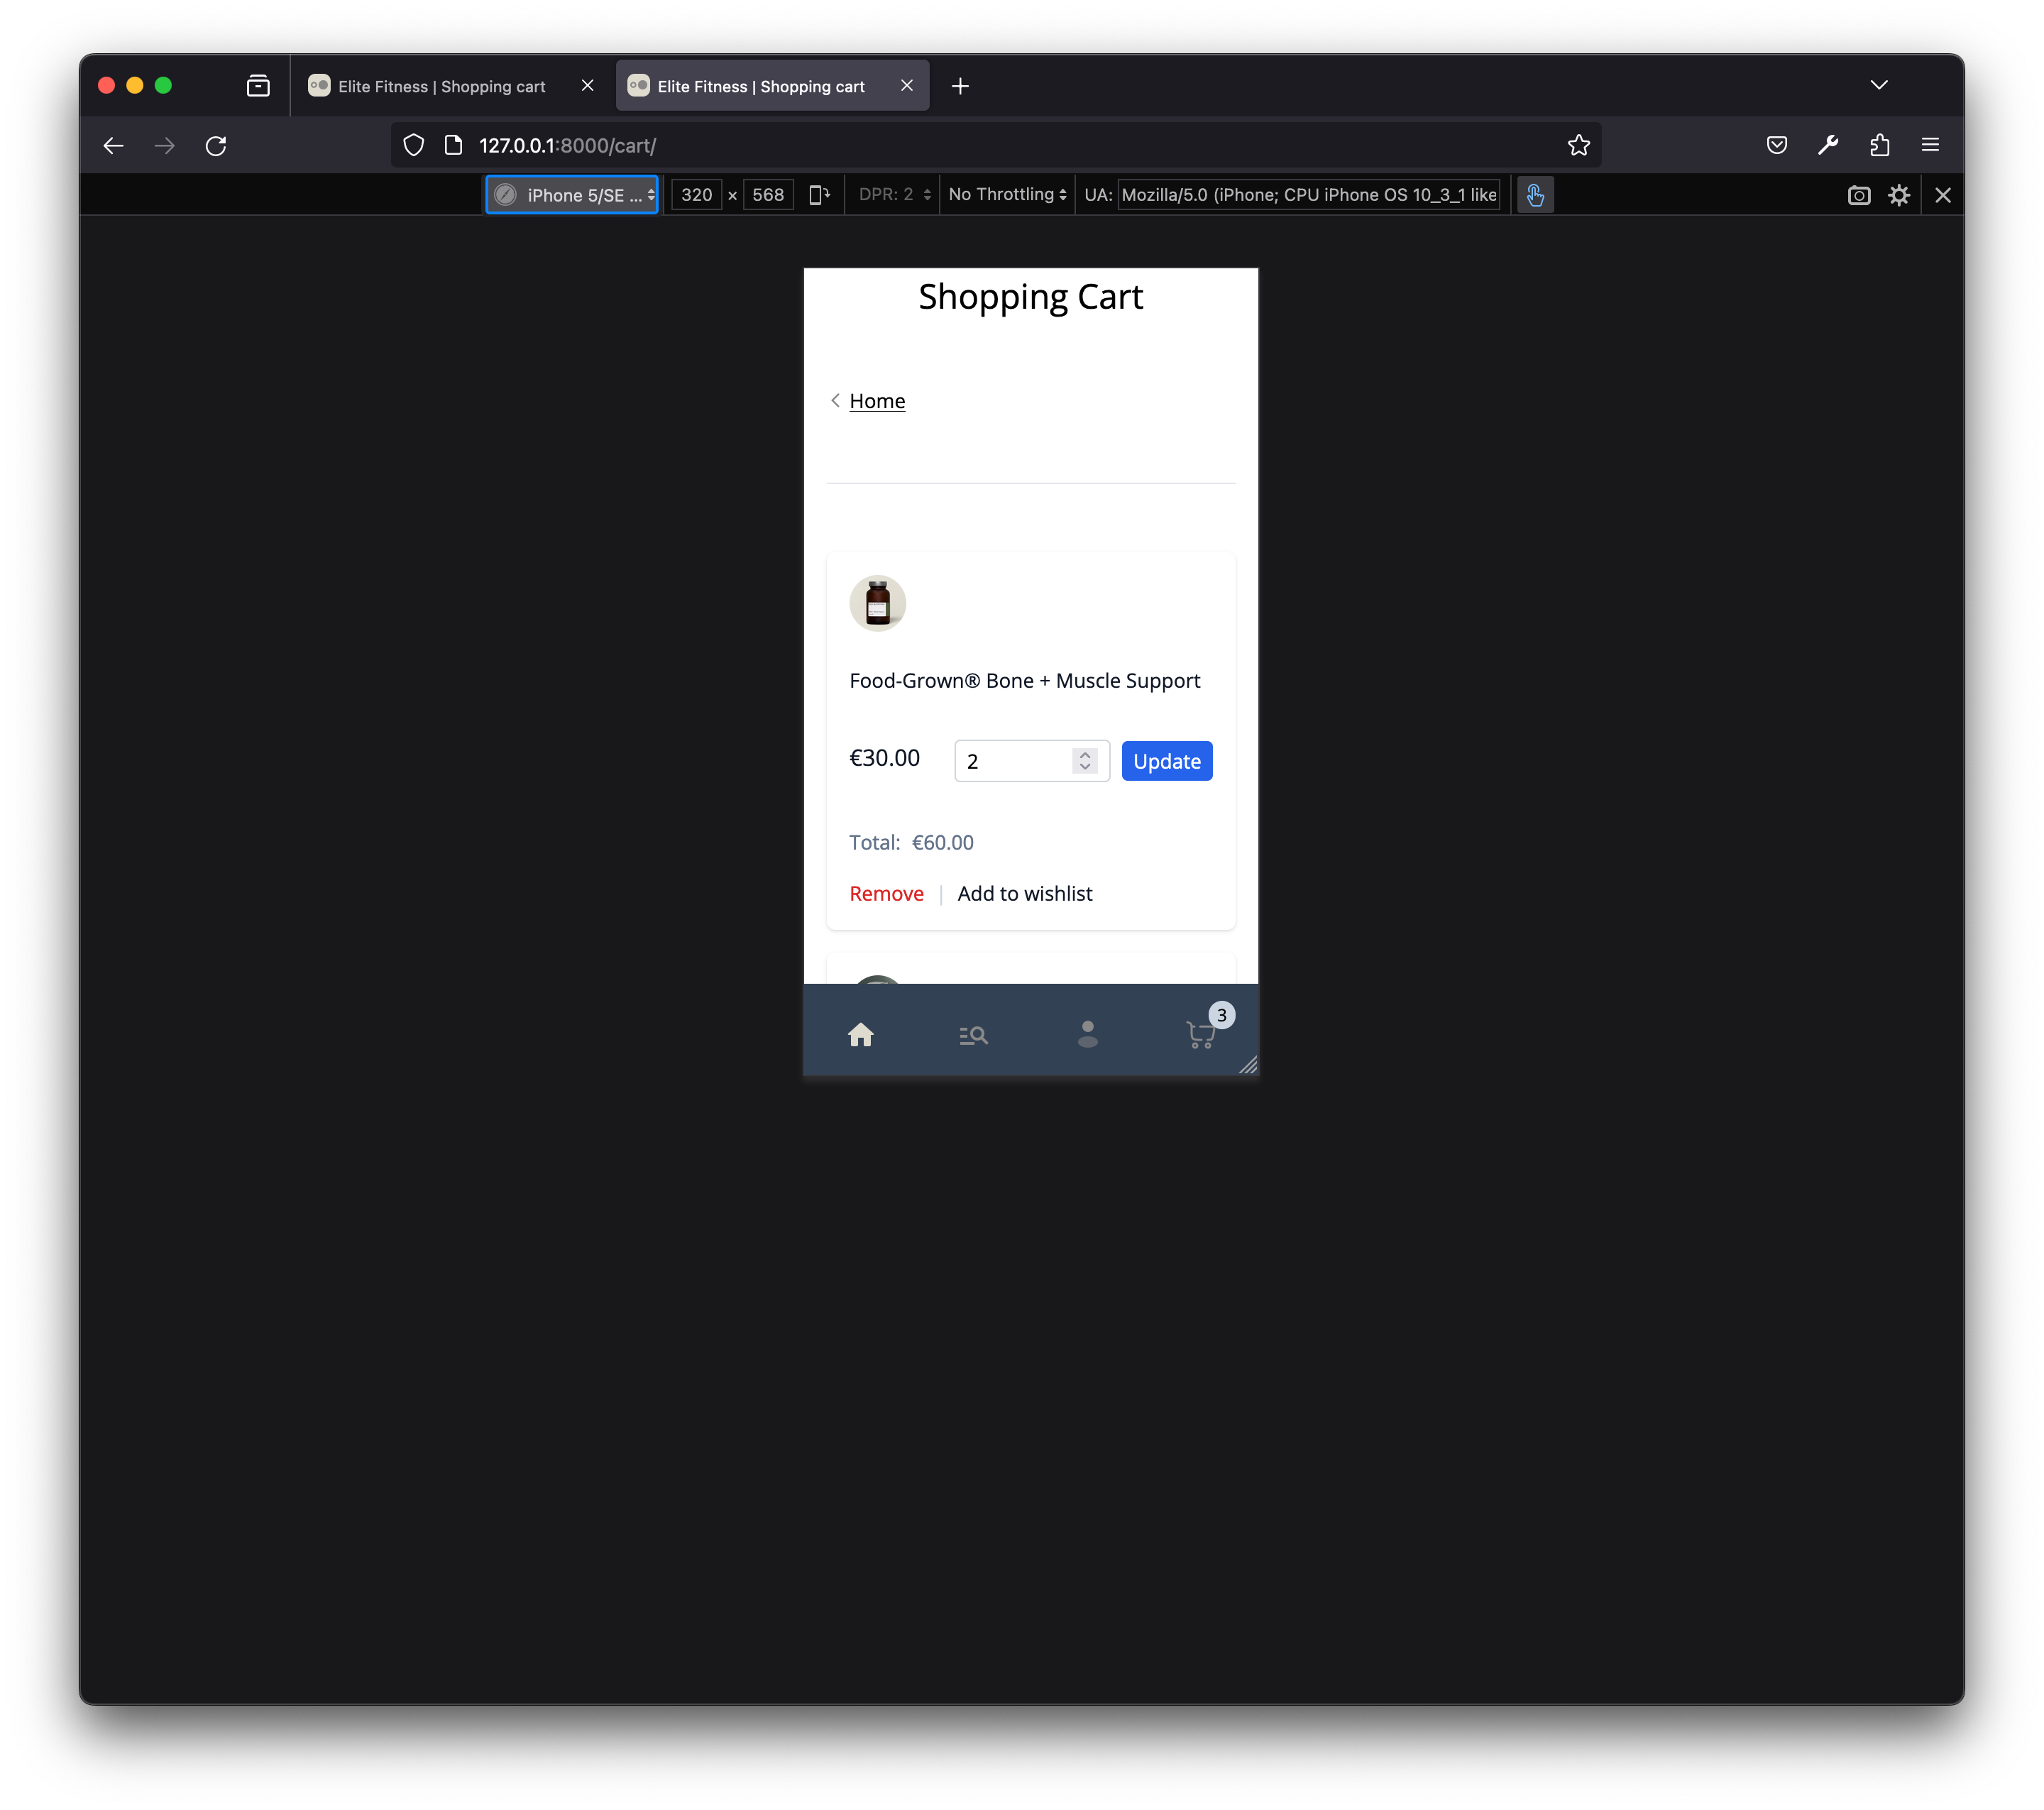 Elite Fitness | Shopping cart
Elite Fitness | Shopping cart
127.0.0.1:8000/cart/
iPhone 5/SE ...
320 × 568
DPR: 2
No Throttling
UA: Mozilla/5.0 (iPhone; CPU iPhone OS 10_3_1 like
Shopping Cart
Home
Food-Grown® Bone + Muscle Support
€30.00
2
Update
Total: €60.00
Remove | Add to wishlist
3